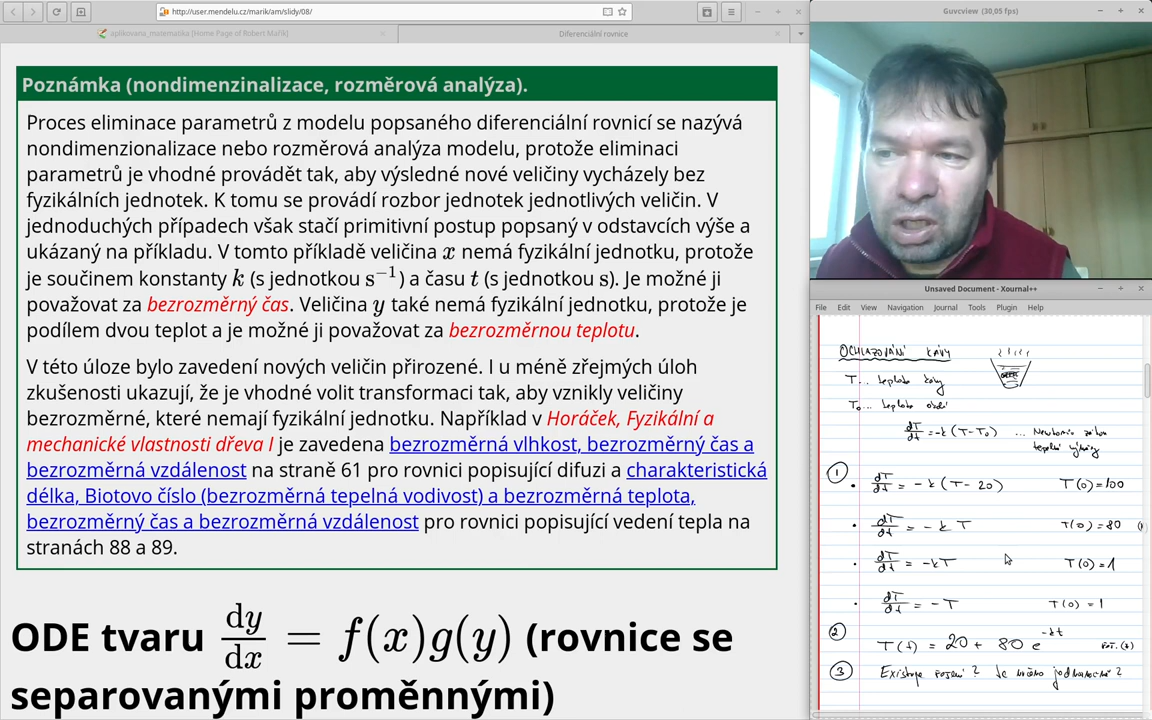 http://user.mendelu.cz/marik/am/slidy/08/
aplikovana_matematika [Home Page of Robert Mařík]
Diferenciální rovnice
Poznámka (nondimenzinalizace, rozměrová analýza).
Proces eliminace parametrů z modelu popsaného diferenciální rovnicí se nazývá
nondimenzionalizace nebo rozměrová analýza modelu, protože eliminaci
parametrů je vhodné provádět tak, aby výsledné nové veličiny vycházely bez
fyzikálních jednotek. K tomu se provádí rozbor jednotek jednotlivých veličin. V
jednoduchých případech však stačí primitivní postup popsaný v odstavcích výše a
ukázaný na příkladu. V tomto příkladě veličina x nemá fyzikální jednotku, protože
je součinem konstanty k (s jednotkou s⁻¹) a času t (s jednotkou s). Je možné ji
považovat za bezrozměrný čas. Veličina y také nemá fyzikální jednotku, protože je
podílem dvou teplot a je možné ji považovat za bezrozměrnou teplotu.
V této úloze bylo zavedení nových veličin přirozené. I u méně zřejmých úloh
zkušenosti ukazují, že je vhodné volit transformaci tak, aby vznikly veličiny
bezrozměrné, které nemají fyzikální jednotku. Například v Horáček, Fyzikální a
mechanické vlastnosti dřeva I je zavedena bezrozměrná vlhkost, bezrozměrný čas a
bezrozměrná vzdálenost na straně 61 pro rovnici popisující difuzi a charakteristická
délka, Biotovo číslo (bezrozměrná tepelná vodivost) a bezrozměrná teplota,
bezrozměrný čas a bezrozměrná vzdálenost pro rovnici popisující vedení tepla na
stranách 88 a 89.
ODE tvaru dy/dx = f(x)g(y) (rovnice se
separovanými proměnnými)
Guvcview (30,05 fps)
Unsaved Document - Xournal++
File Edit View Navigation Journal Tools Plugin Help
OCHLAZOVÁNÍ KÁVY
T... teplota kávy
T₀... teplota okolí
dT/dt = -k (T-T₀) ... Newtonův zákon
tepelné výměny
① · dT/dt = -k (T-20) T(0)=100
· dT/dt = -k T T(0)=80
· dT/dt = -kT T(0)=1
· dT/dt = -T T(0)=1
② T(t) = 20 + 80 e^-kt
③ Existuje řešení? Je určeno jednoznačně?